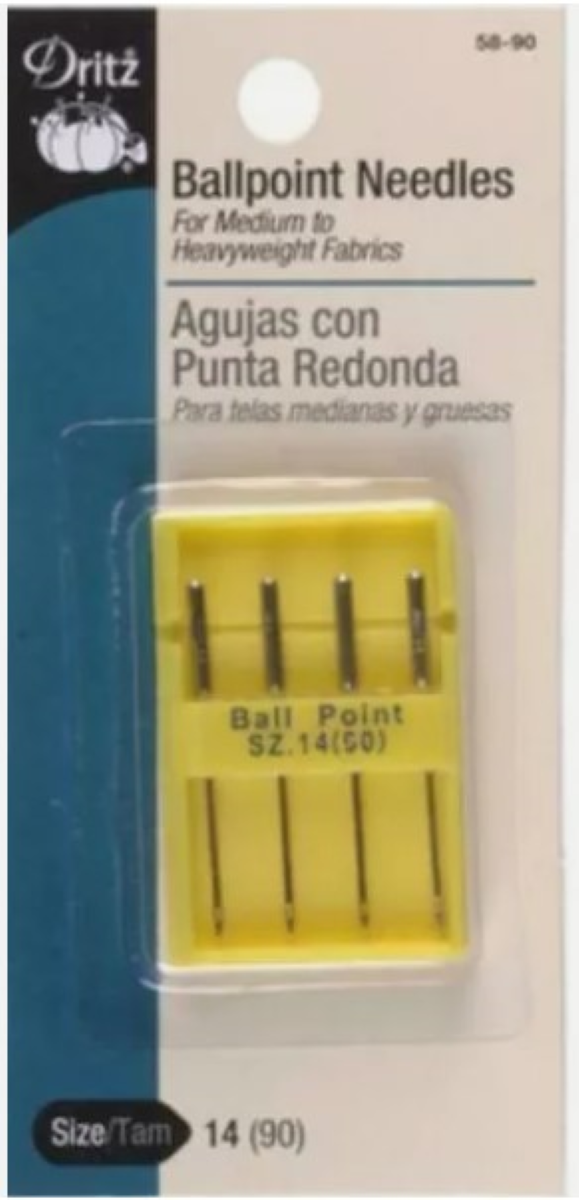 Dritz®
58-90
Ballpoint Needles
For Medium to
Heavyweight Fabrics
Agujas con
Punta Redonda
Para telas medianas y gruesas
Ball Point
SZ.14(90)
Size/Tam 14 (90)